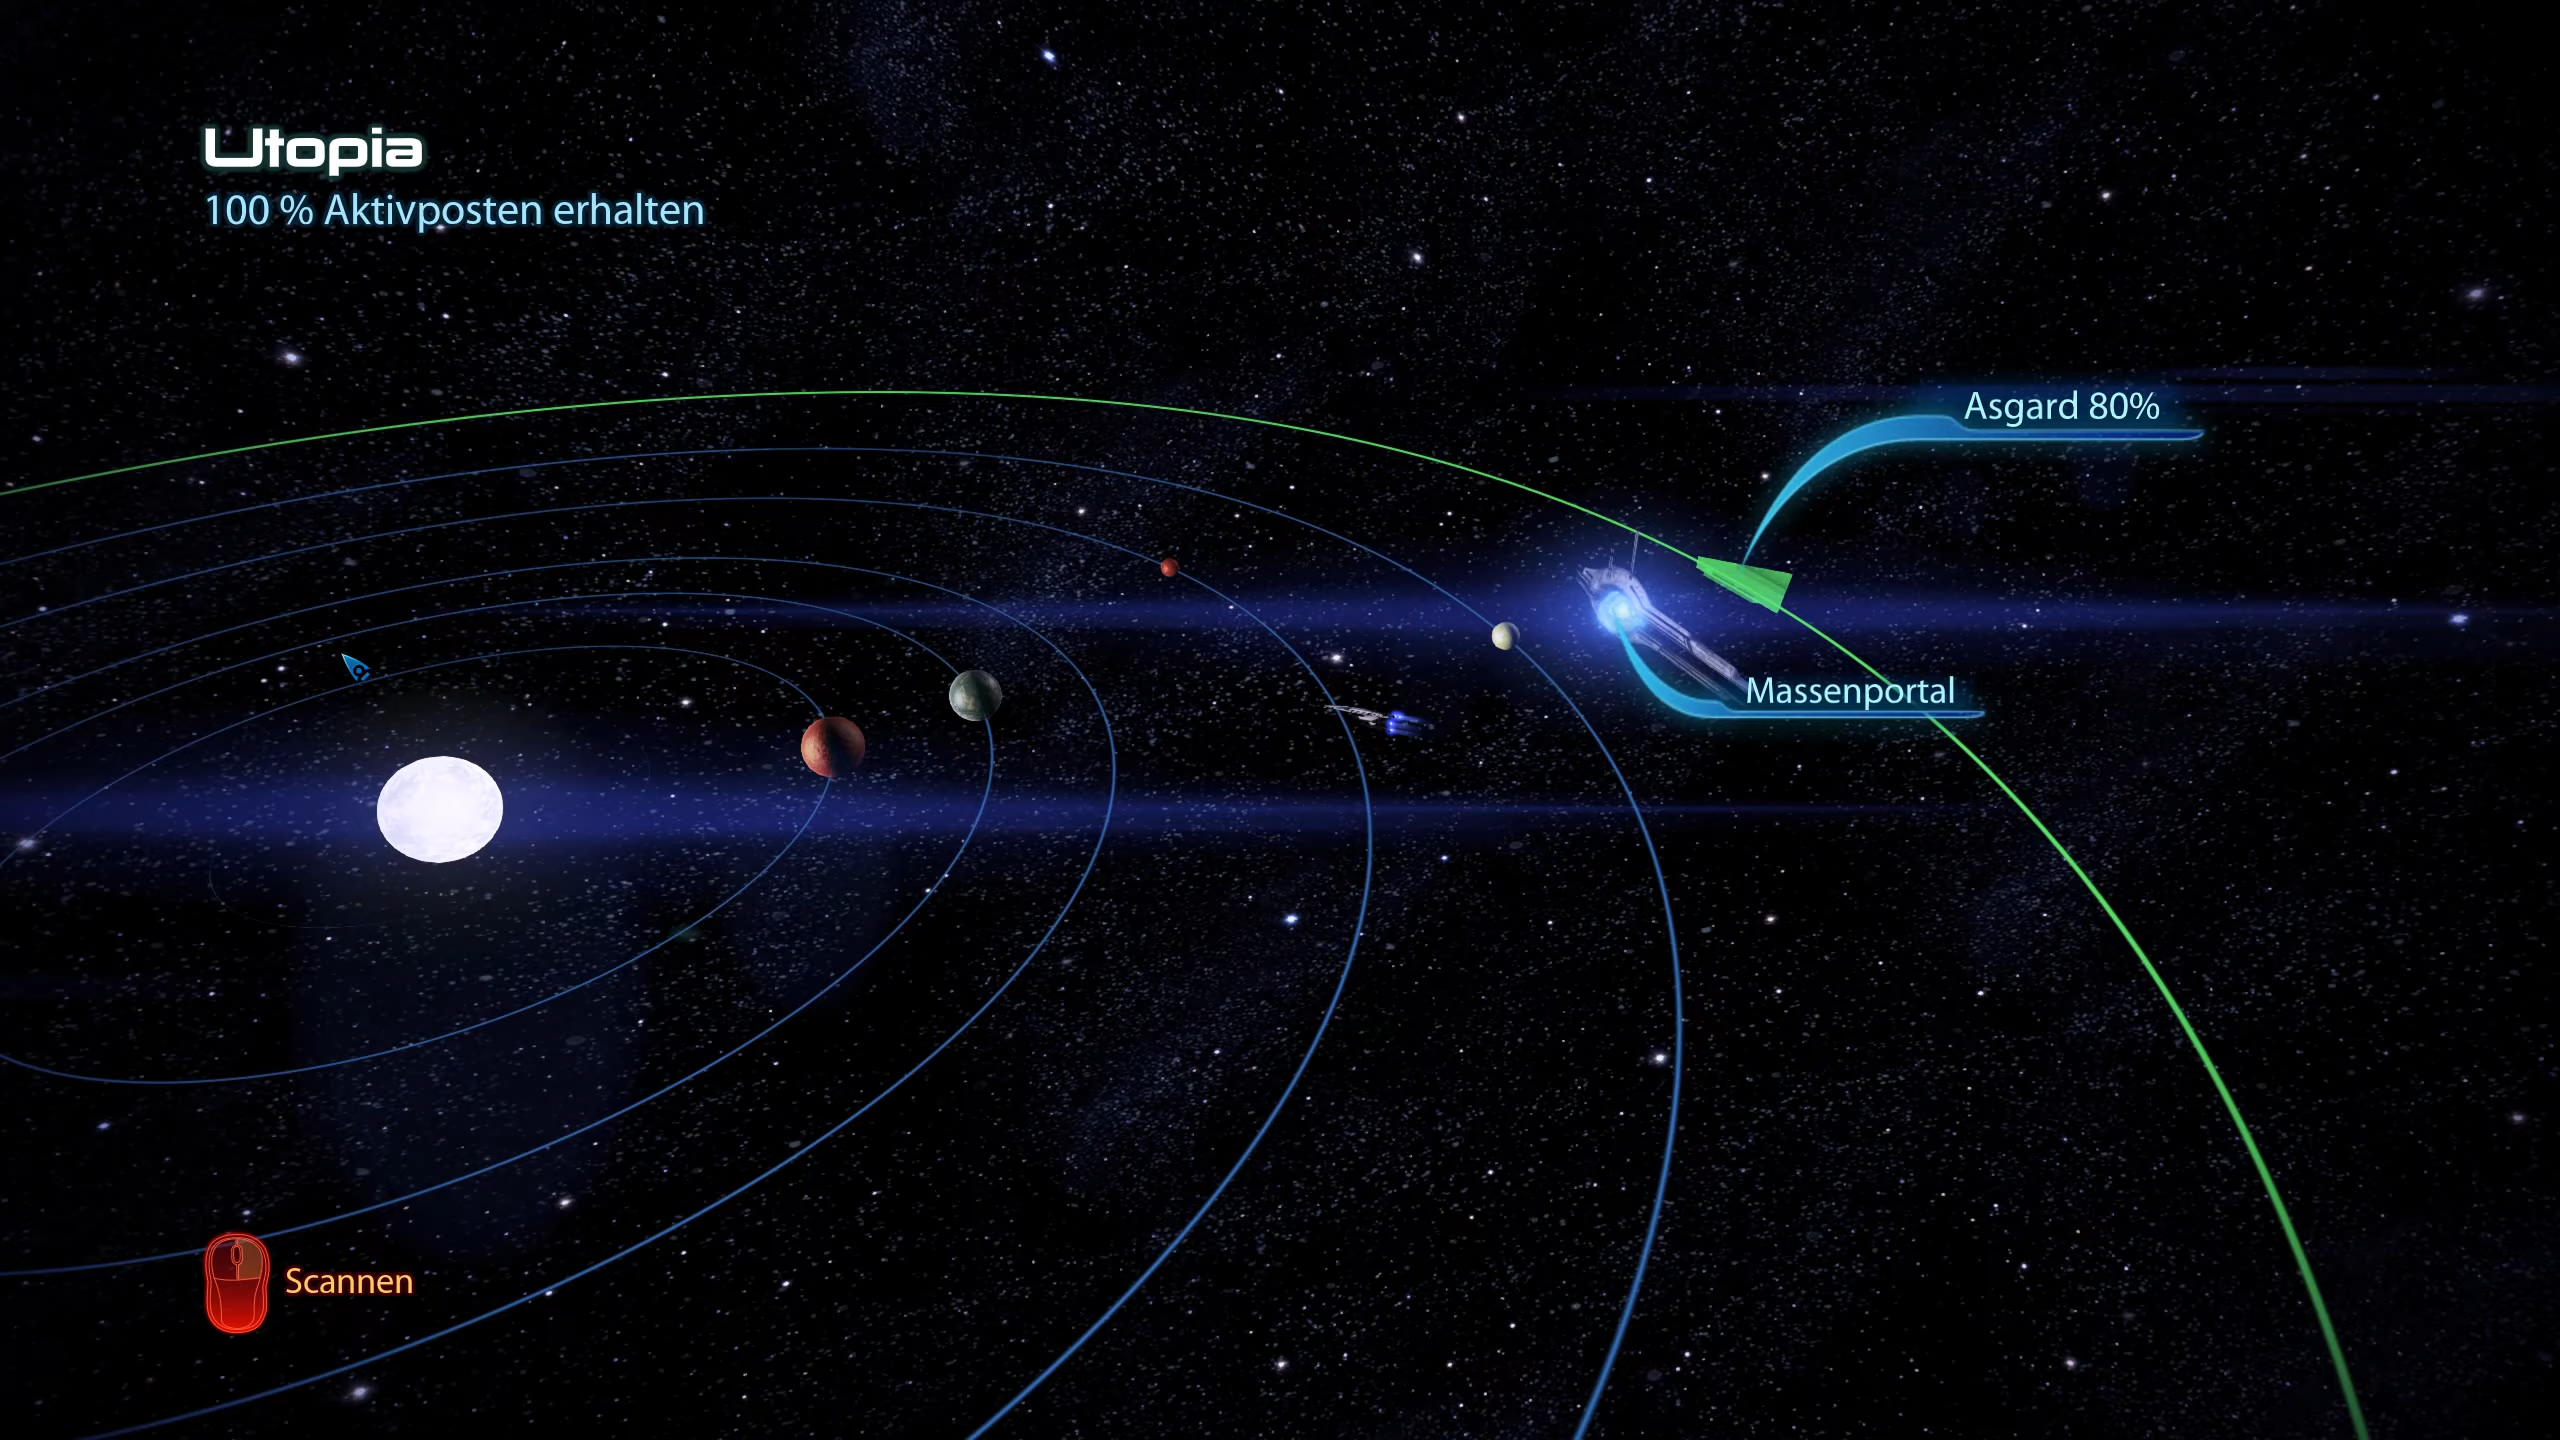 Utopia
100 % Aktivposten erhalten
Asgard 80%
Massenportal
Scannen